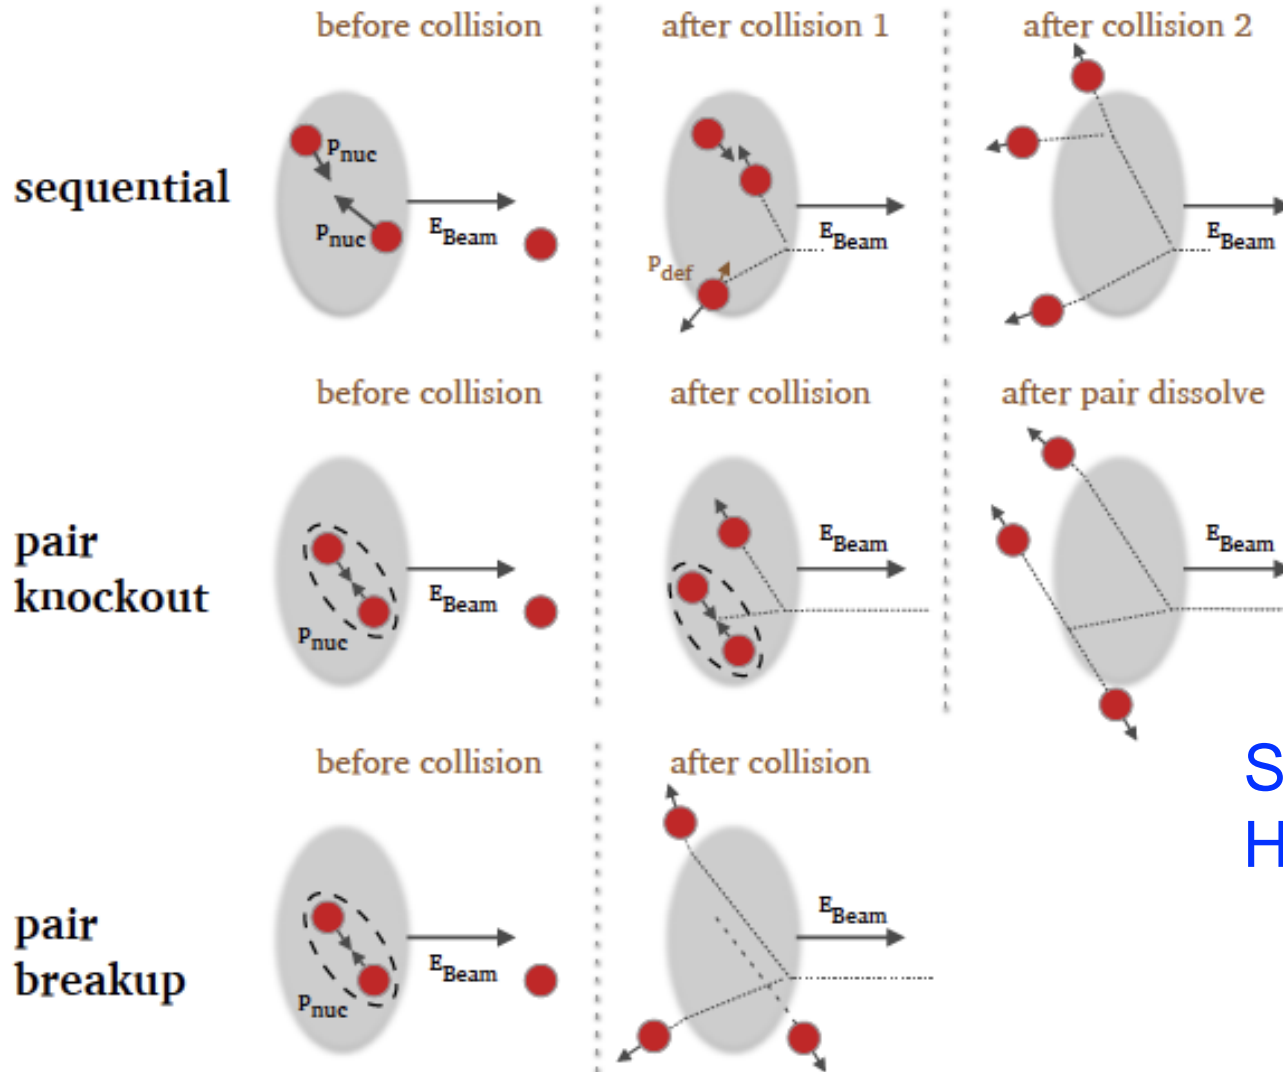 before collision
after collision 1
after collision 2
sequential
Pnuc
Pnuc
EBeam
Pdef
EBeam
EBeam
before collision
after collision
after pair dissolve
pair
knockout
Pnuc
EBeam
EBeam
EBeam
before collision
after collision
S
H
pair
breakup
Pnuc
EBeam
EBeam